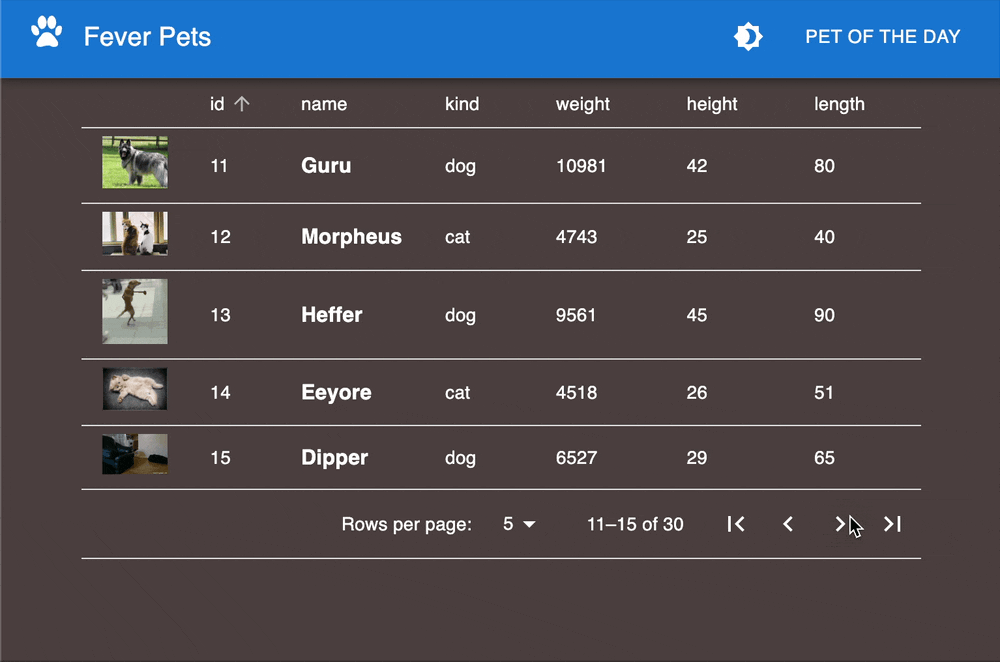 Fever Pets PET OF THE DAY
id name kind weight height length
11 Guru dog 10981 42 80
12 Morpheus cat 4743 25 40
13 Heffer dog 9561 45 90
14 Eeyore cat 4518 26 51
15 Dipper dog 6527 29 65
Rows per page: 5 11–15 of 30